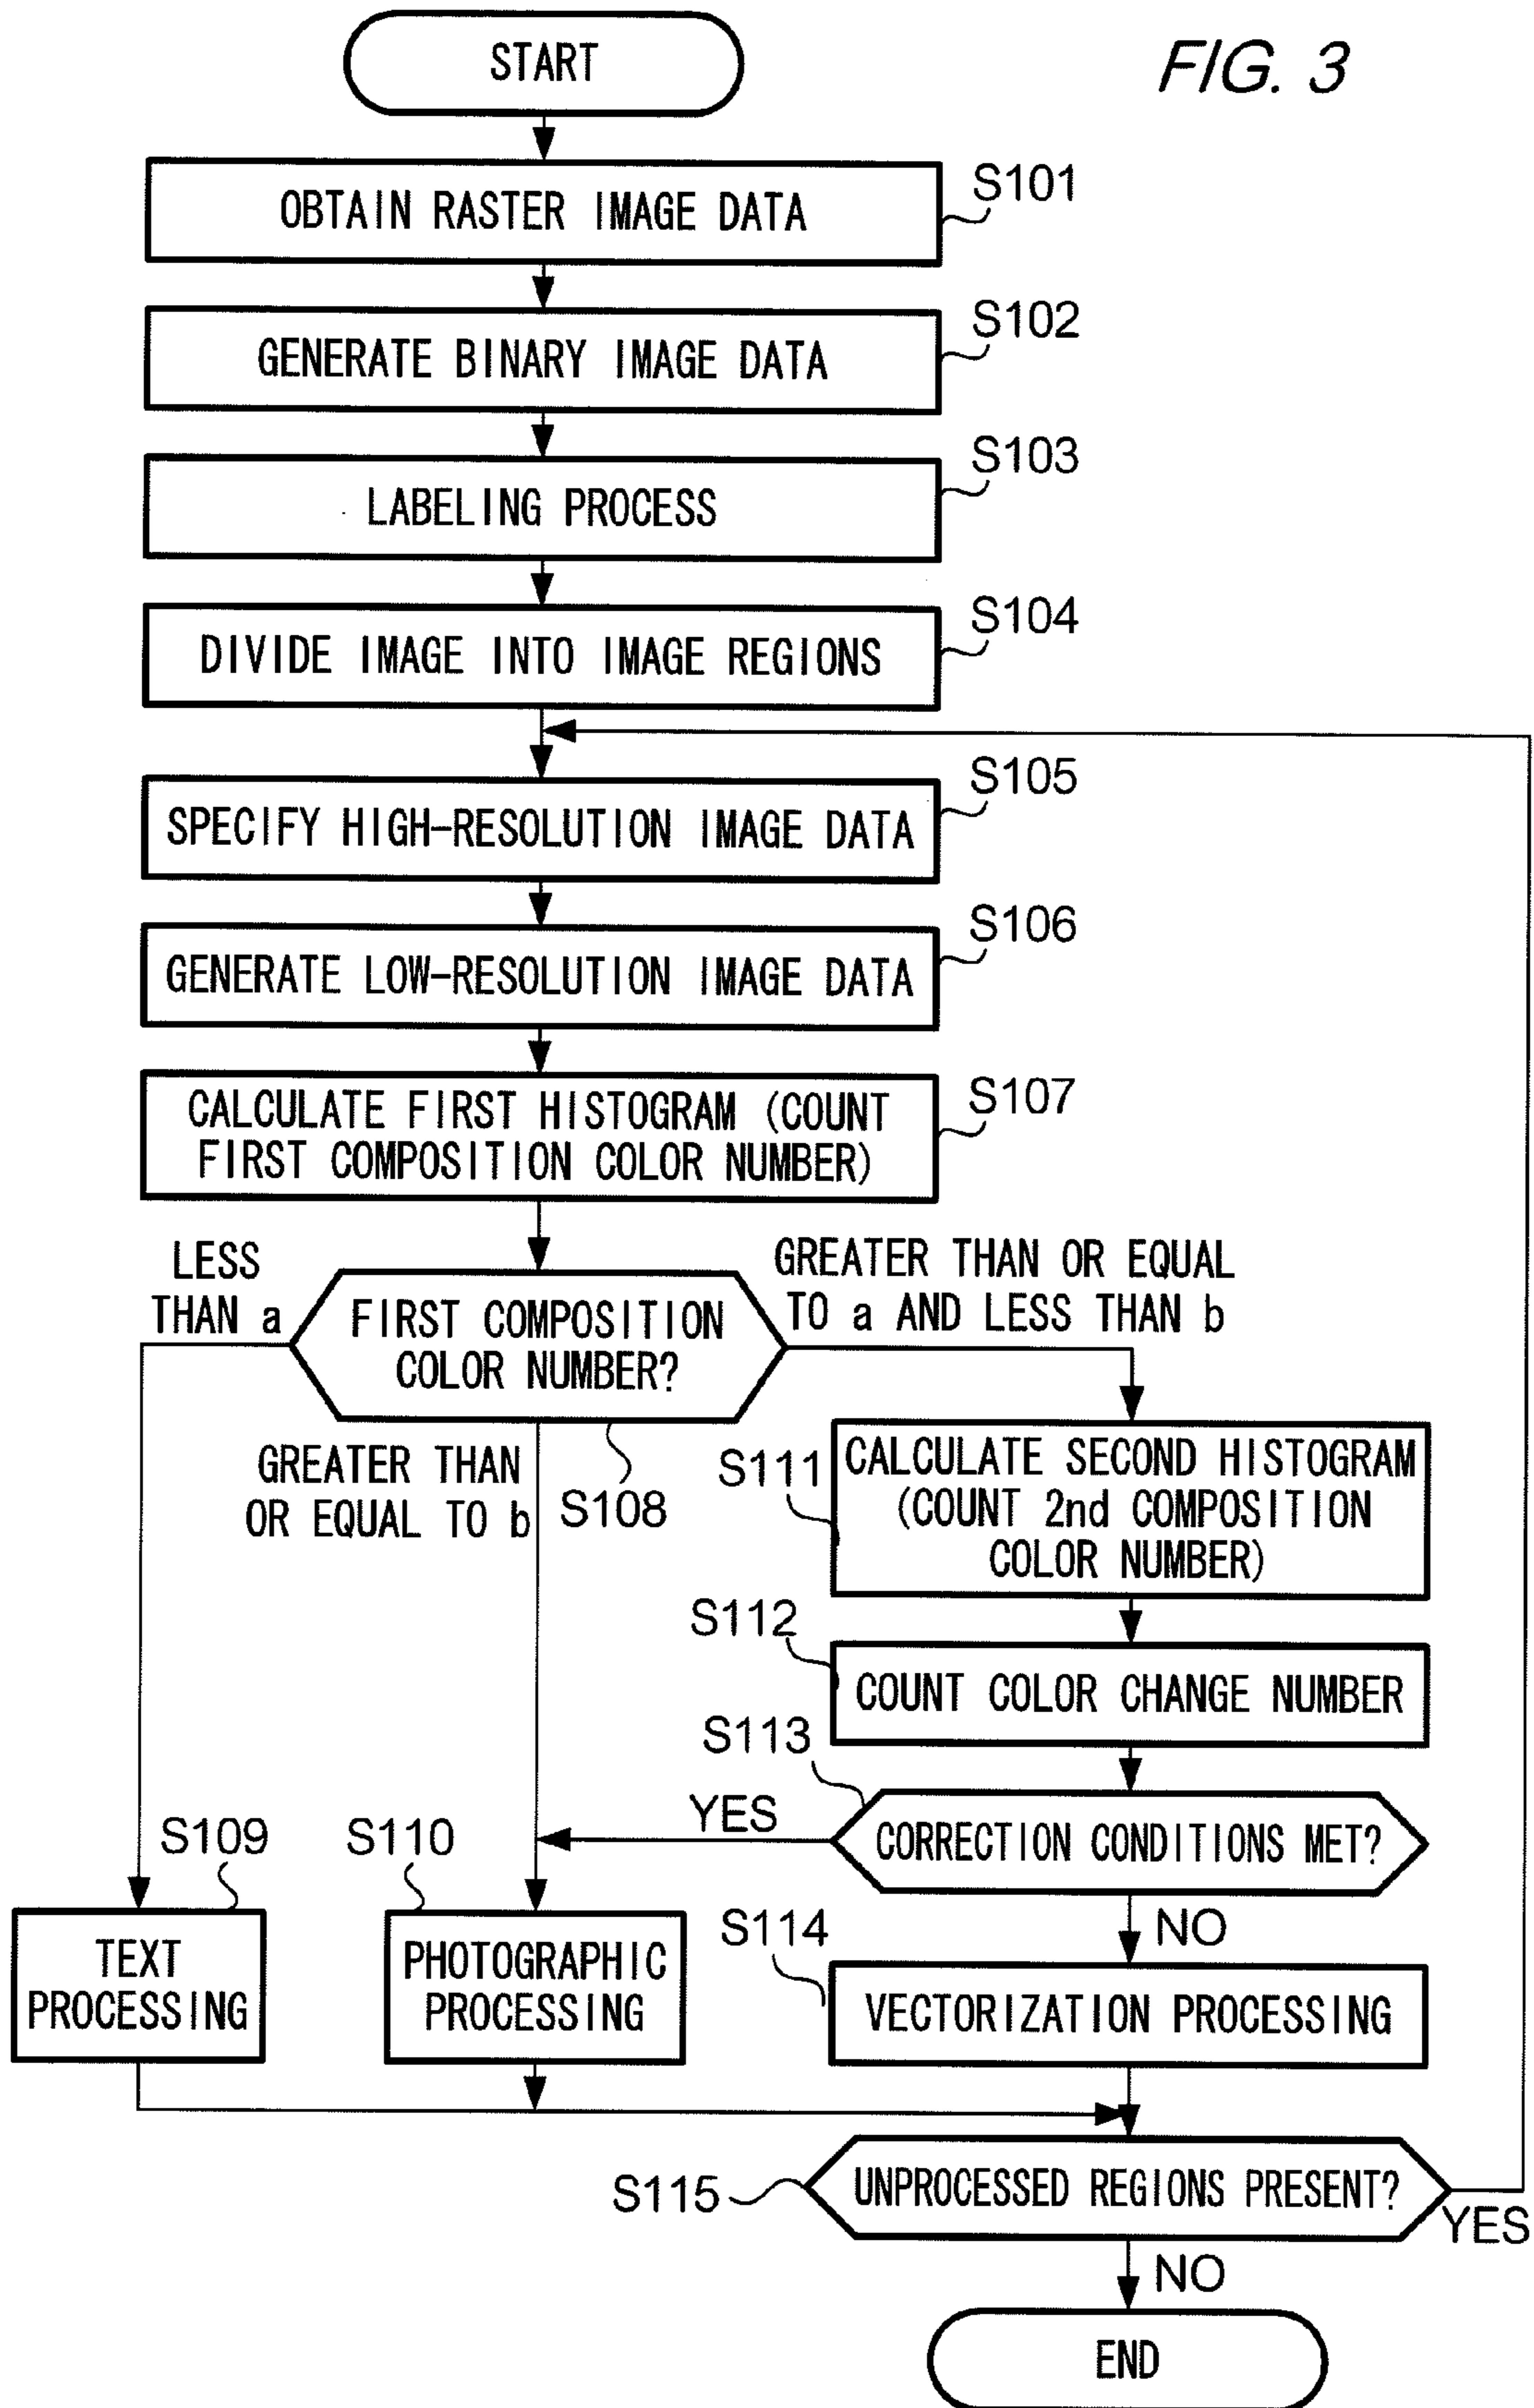 FIG. 3
START
OBTAIN RASTER IMAGE DATA
S101
GENERATE BINARY IMAGE DATA
S102
LABELING PROCESS
S103
DIVIDE IMAGE INTO IMAGE REGIONS
S104
SPECIFY HIGH-RESOLUTION IMAGE DATA
S105
GENERATE LOW-RESOLUTION IMAGE DATA
S106
CALCULATE FIRST HISTOGRAM (COUNT
FIRST COMPOSITION COLOR NUMBER)
S107
LESS
THAN a
FIRST COMPOSITION
COLOR NUMBER?
GREATER THAN OR EQUAL
TO a AND LESS THAN b
GREATER THAN
OR EQUAL TO b
S108
S111
CALCULATE SECOND HISTOGRAM
(COUNT 2nd COMPOSITION
COLOR NUMBER)
S112
COUNT COLOR CHANGE NUMBER
S113
YES
CORRECTION CONDITIONS MET?
NO
S109
TEXT
PROCESSING
S110
PHOTOGRAPHIC
PROCESSING
S114
VECTORIZATION PROCESSING
S115
UNPROCESSED REGIONS PRESENT?
YES
NO
END